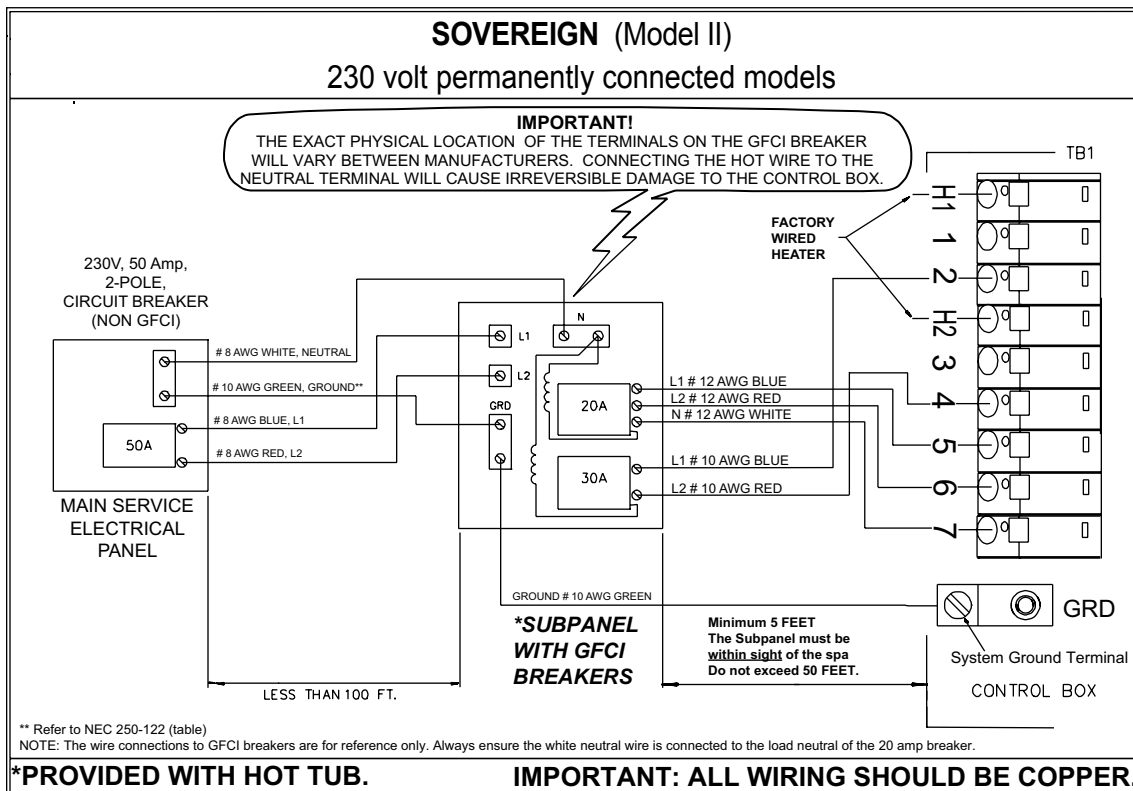 SOVEREIGN (Model II)
230 volt permanently connected models
IMPORTANT!
THE EXACT PHYSICAL LOCATION OF THE TERMINALS ON THE GFCI BREAKER
WILL VARY BETWEEN MANUFACTURERS. CONNECTING THE HOT WIRE TO THE
NEUTRAL TERMINAL WILL CAUSE IRREVERSIBLE DAMAGE TO THE CONTROL BOX.
230V, 50 Amp,
2-POLE,
CIRCUIT BREAKER
(NON GFCI)
# 8 AWG WHITE, NEUTRAL
# 10 AWG GREEN, GROUND**
# 8 AWG BLUE, L1
# 8 AWG RED, L2
50A
MAIN SERVICE
ELECTRICAL
PANEL
L1
L2
GRD
N
20A
30A
L1 # 12 AWG BLUE
L2 # 12 AWG RED
N # 12 AWG WHITE
L1 # 10 AWG BLUE
L2 # 10 AWG RED
FACTORY
WIRED
HEATER
TB1
H1
1
2
H2
3
4
5
6
7
GROUND # 10 AWG GREEN
*SUBPANEL
WITH GFCI
BREAKERS
Minimum 5 FEET
The Subpanel must be
within sight of the spa
Do not exceed 50 FEET.
GRD
System Ground Terminal
CONTROL BOX
LESS THAN 100 FT.
** Refer to NEC 250-122 (table)
NOTE: The wire connections to GFCI breakers are for reference only. Always ensure the white neutral wire is connected to the load neutral of the 20 amp breaker.
*PROVIDED WITH HOT TUB.
IMPORTANT: ALL WIRING SHOULD BE COPPER.